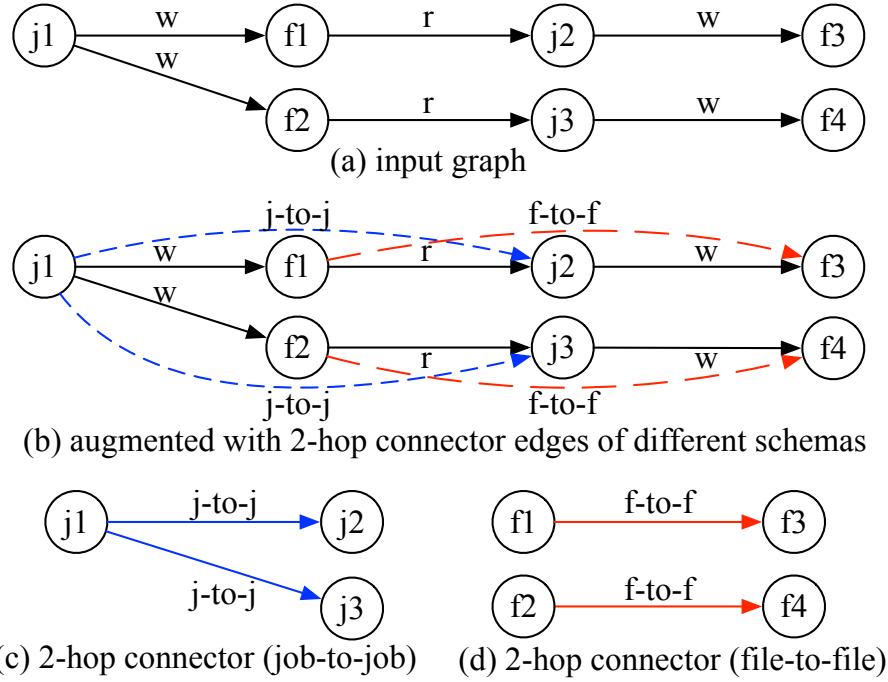 j1 w f1 r j2 w f3
w
f2 r j3 w f4
(a) input graph
j-to-j f-to-f
j1 w f1 r j2 w f3
w
f2 r j3 w f4
j-to-j f-to-f
(b) augmented with 2-hop connector edges of different schemas
j1 j-to-j j2
j-to-j j3
(c) 2-hop connector (job-to-job)
f1 f-to-f f3
f2 f-to-f f4
(d) 2-hop connector (file-to-file)